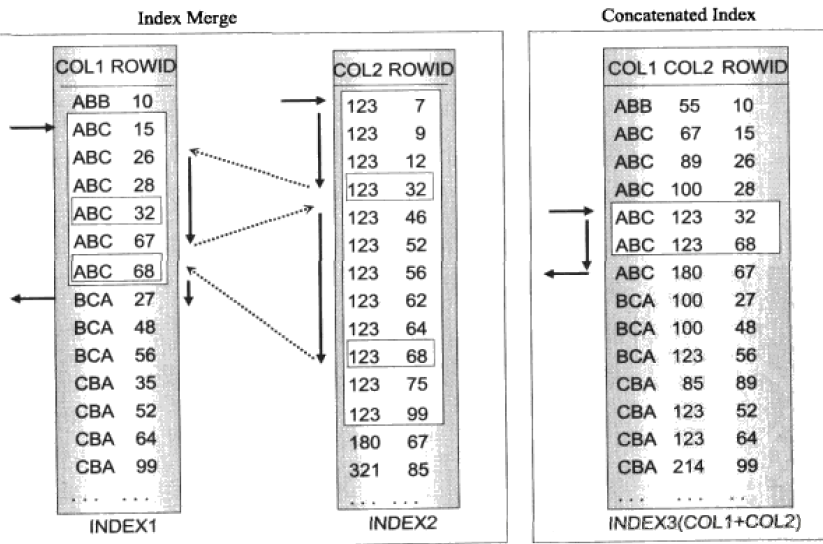 Index Merge
COL1 ROWID
ABB 10
ABC 15
ABC 26
ABC 28
ABC 32
ABC 67
ABC 68
BCA 27
BCA 48
BCA 56
CBA 35
CBA 52
CBA 64
CBA 99
... ...
INDEX1
COL2 ROWID
123 7
123 9
123 12
123 32
123 46
123 52
123 56
123 62
123 64
123 68
123 75
123 99
180 67
321 85
... ...
INDEX2
Concatenated Index
COL1 COL2 ROWID
ABB 55 10
ABC 67 15
ABC 89 26
ABC 100 28
ABC 123 32
ABC 123 68
ABC 180 67
BCA 100 27
BCA 100 48
BCA 123 56
CBA 85 89
CBA 123 52
CBA 123 64
CBA 214 99
... ... ..
INDEX3(COL1+COL2)